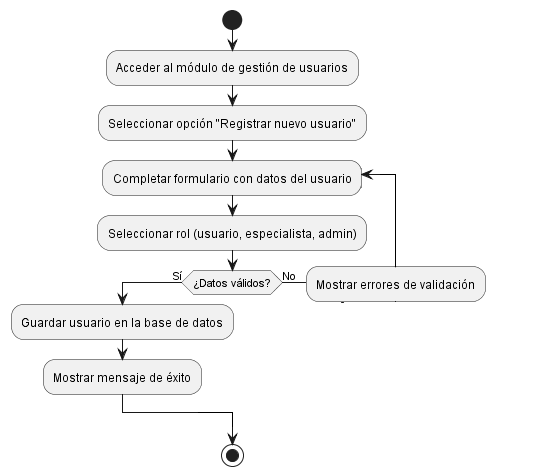 Acceder al módulo de gestión de usuarios
Seleccionar opción "Registrar nuevo usuario"
Completar formulario con datos del usuario
Seleccionar rol (usuario, especialista, admin)
Sí
¿Datos válidos?
No
Mostrar errores de validación
Guardar usuario en la base de datos
Mostrar mensaje de éxito